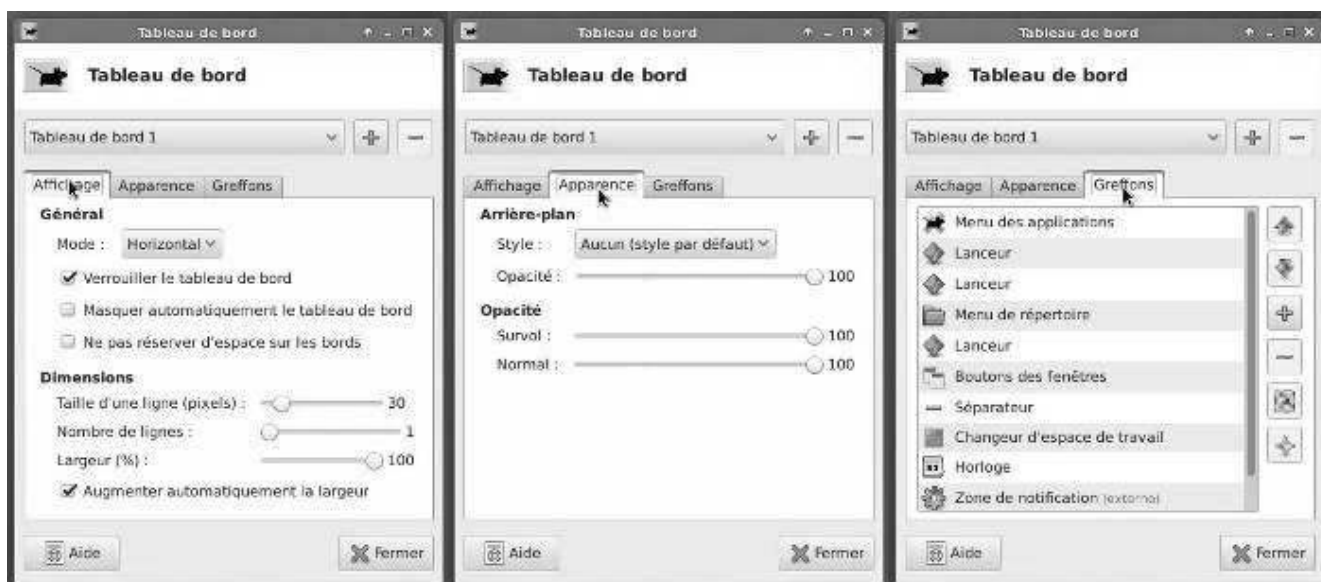 Tableau de bord
Tableau de bord
Tableau de bord 1
Affichage Apparence Greffons
Général
Mode : Horizontal
Verrouiller le tableau de bord
Masquer automatiquement le tableau de bord
Ne pas réserver d'espace sur les bords
Dimensions
Taille d'une ligne (pixels) : 30
Nombre de lignes : 1
Largeur (%) : 100
Augmenter automatiquement la largeur
Aide Fermer
Tableau de bord
Tableau de bord
Tableau de bord 1
Affichage Apparence Greffons
Arrière-plan
Style : Aucun (style par défaut)
Opacité : 100
Opacité
Survol : 100
Normal : 100
Aide Fermer
Tableau de bord
Tableau de bord
Tableau de bord 1
Affichage Apparence Greffons
Menu des applications
Lanceur
Lanceur
Menu de répertoire
Lanceur
Boutons des fenêtres
Séparateur
Changeur d'espace de travail
Horloge
Zone de notification (externe)
Aide Fermer